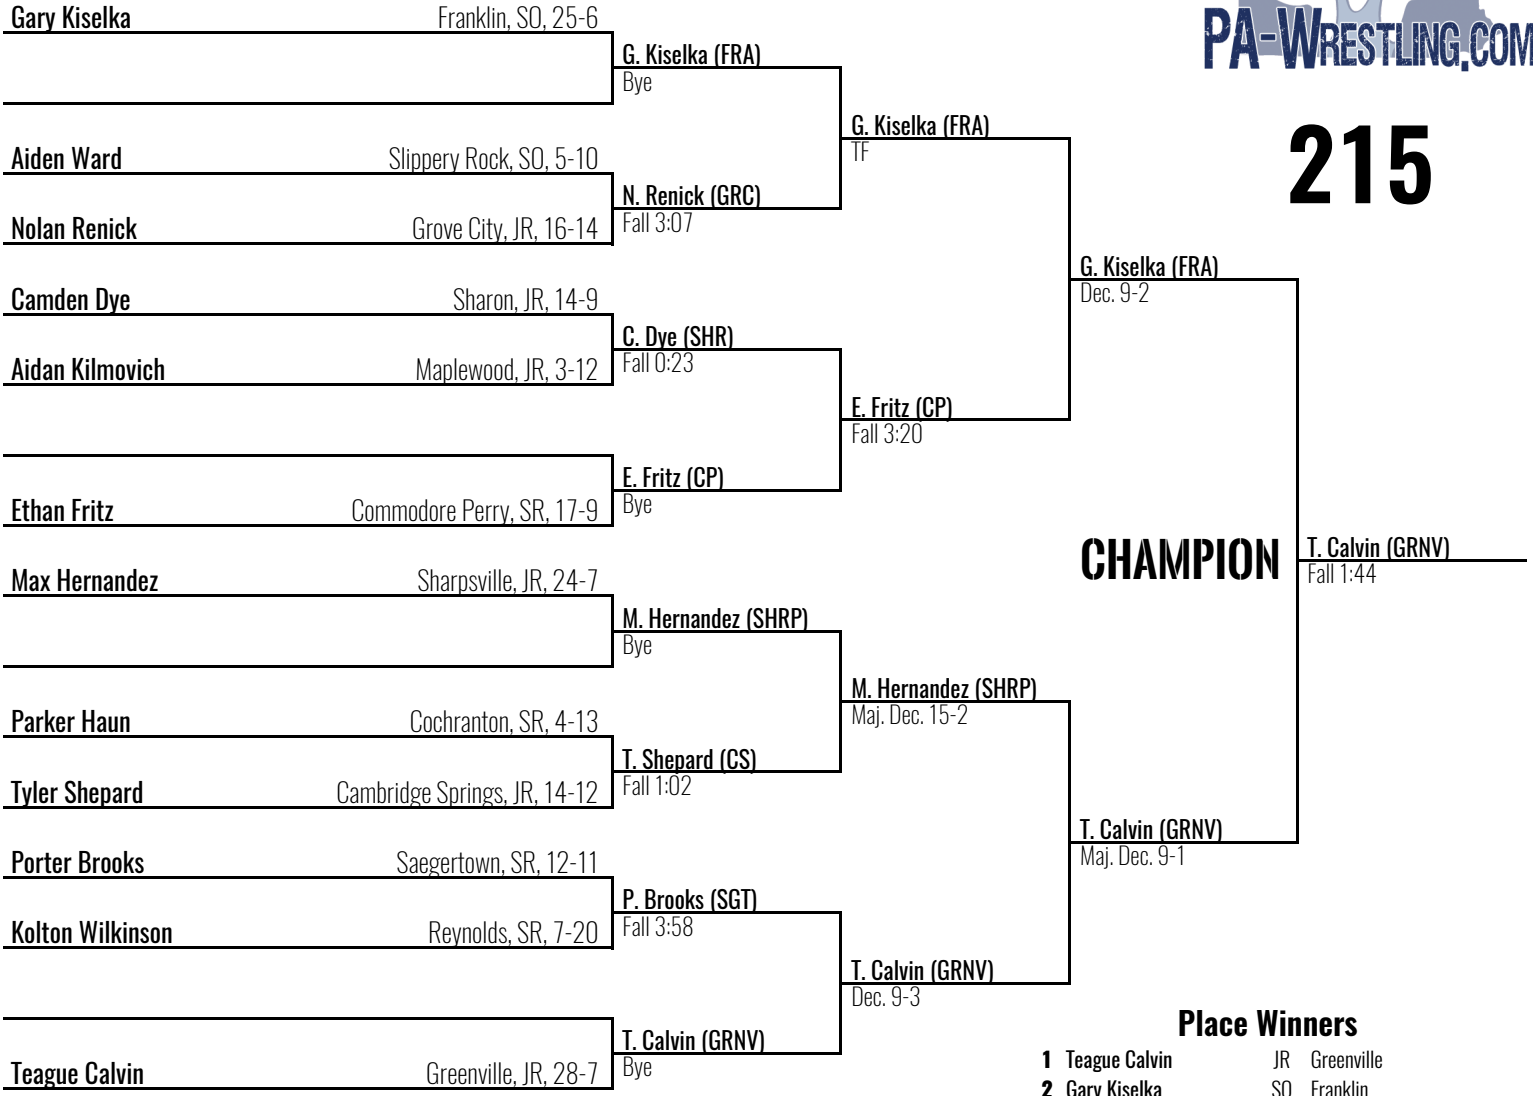 Gary Kiselka Franklin, SO, 25-6
PA-WRESTLING.COM
G. Kiselka (FRA)
Bye
G. Kiselka (FRA)
TF
215
Aiden Ward Slippery Rock, SO, 5-10
N. Renick (GRC)
Fall 3:07
Nolan Renick Grove City, JR, 16-14
G. Kiselka (FRA)
Dec. 9-2
Camden Dye Sharon, JR, 14-9
C. Dye (SHR)
Fall 0:23
Aidan Kilmovich Maplewood, JR, 3-12
E. Fritz (CP)
Fall 3:20
E. Fritz (CP)
Bye
Ethan Fritz Commodore Perry, SR, 17-9
CHAMPION
T. Calvin (GRNV)
Fall 1:44
Max Hernandez Sharpsville, JR, 24-7
M. Hernandez (SHRP)
Bye
M. Hernandez (SHRP)
Maj. Dec. 15-2
Parker Haun Cochranton, SR, 4-13
T. Shepard (CS)
Fall 1:02
Tyler Shepard Cambridge Springs, JR, 14-12
T. Calvin (GRNV)
Maj. Dec. 9-1
Porter Brooks Saegertown, SR, 12-11
P. Brooks (SGT)
Fall 3:58
Kolton Wilkinson Reynolds, SR, 7-20
T. Calvin (GRNV)
Dec. 9-3
T. Calvin (GRNV)
Bye
Teague Calvin Greenville, JR, 28-7
Place Winners
1 Teague Calvin JR Greenville
2 Gary Kiselka SO Franklin